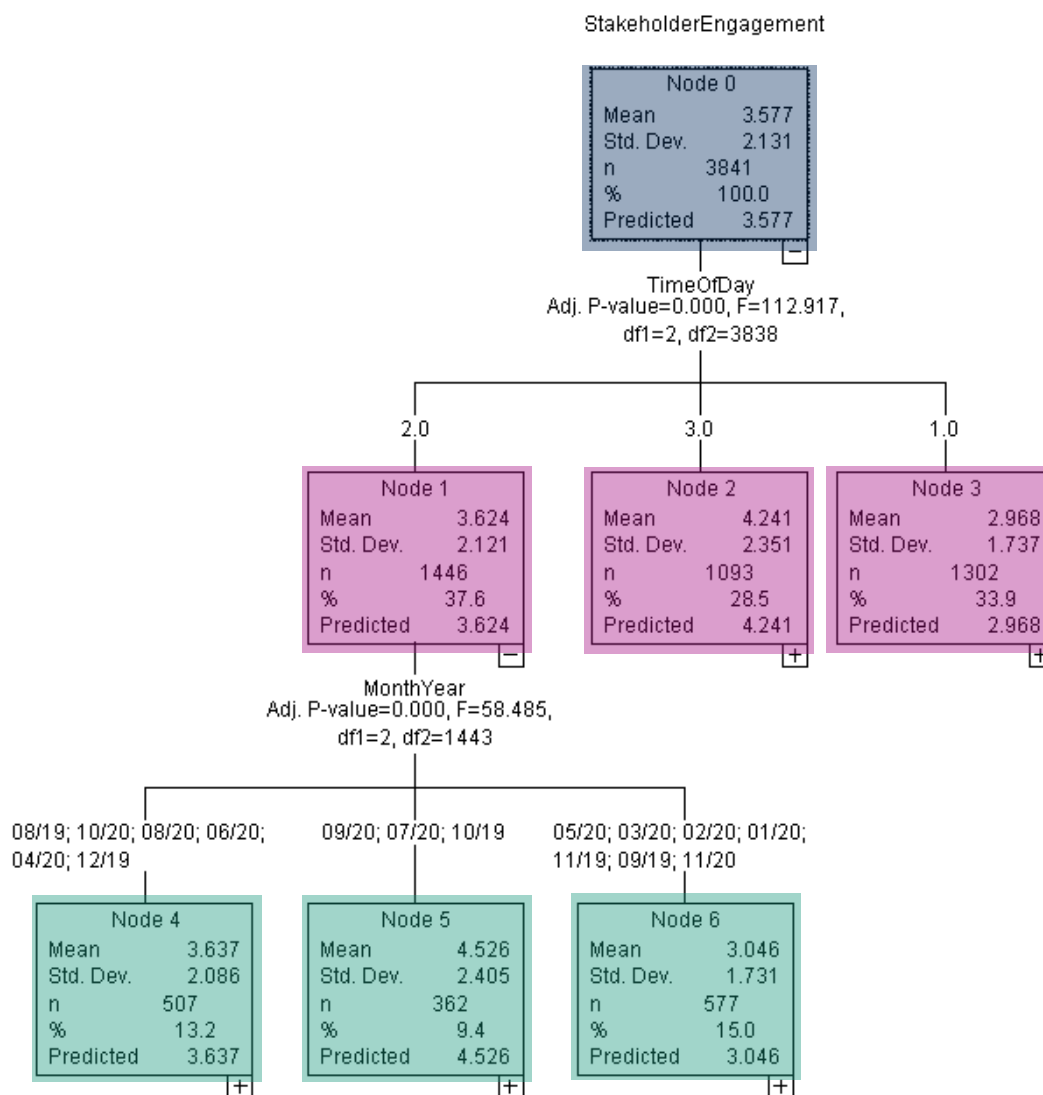 StakeholderEngagement
Node 0
Mean 3.577
Std. Dev. 2.131
n 3841
% 100.0
Predicted 3.577
TimeOfDay
Adj. P-value=0.000, F=112.917,
df1=2, df2=3838
2.0
3.0
1.0
Node 1
Mean 3.624
Std. Dev. 2.121
n 1446
% 37.6
Predicted 3.624
Node 2
Mean 4.241
Std. Dev. 2.351
n 1093
% 28.5
Predicted 4.241
Node 3
Mean 2.968
Std. Dev. 1.737
n 1302
% 33.9
Predicted 2.968
MonthYear
Adj. P-value=0.000, F=58.485,
df1=2, df2=1443
08/19; 10/20; 08/20; 06/20;
04/20; 12/19
09/20; 07/20; 10/19
05/20; 03/20; 02/20; 01/20;
11/19; 09/19; 11/20
Node 4
Mean 3.637
Std. Dev. 2.086
n 507
% 13.2
Predicted 3.637
Node 5
Mean 4.526
Std. Dev. 2.405
n 362
% 9.4
Predicted 4.526
Node 6
Mean 3.046
Std. Dev. 1.731
n 577
% 15.0
Predicted 3.046